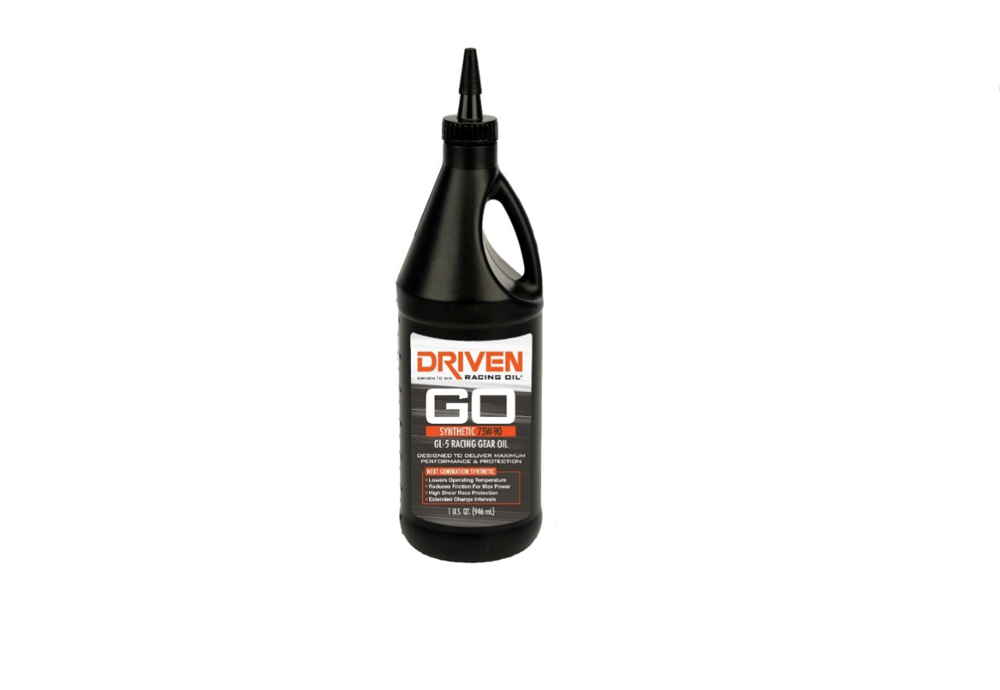 DRIVEN
DRIVEN TO WIN RACING OIL
GO
SYNTHETIC 75W-90
GL-5 RACING GEAR OIL
DESIGNED TO DELIVER MAXIMUM
PERFORMANCE & PROTECTION
NEXT GENERATION SYNTHETIC
• Lowers Operating Temperature
• Reduces Friction For Max Power
• High Shear Race Protection
• Extended Change Intervals
1 U.S. QT. (946 mL)